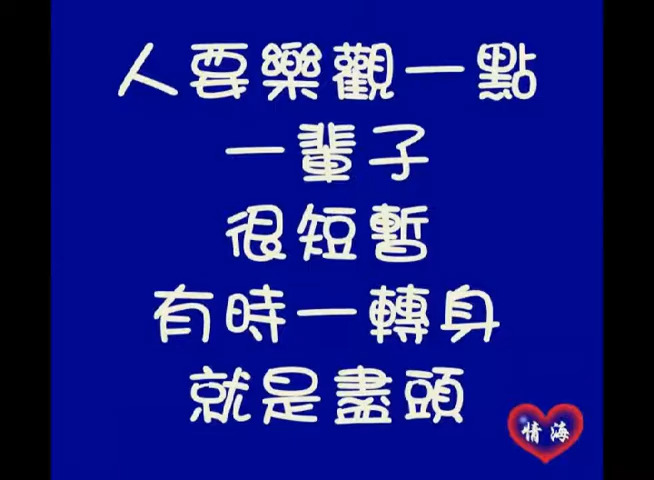 人要樂觀一點
一輩子
很短暫
有時一轉身
就是盡頭
情海